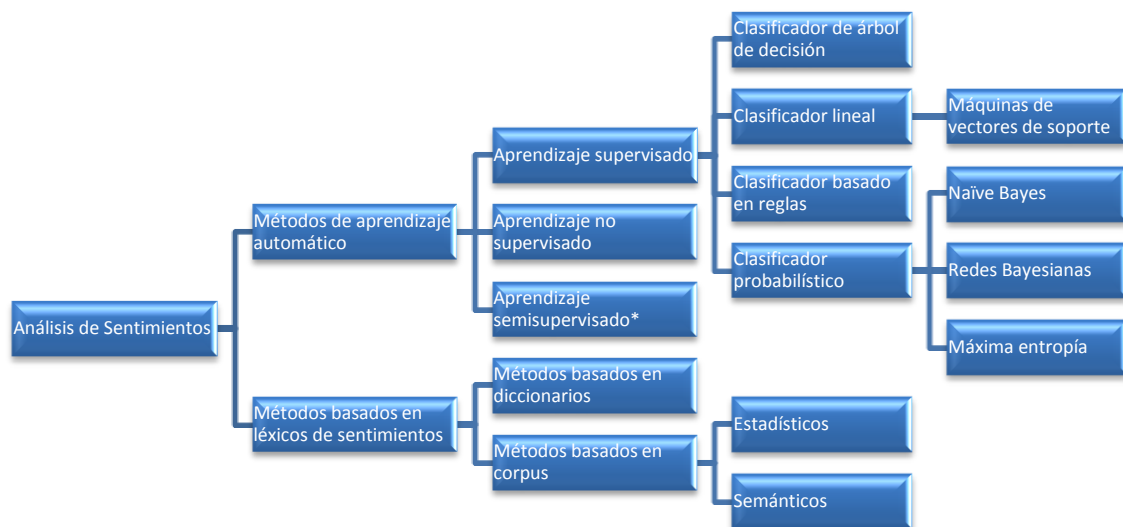 Análisis de Sentimientos
Métodos de aprendizaje
automático
Aprendizaje supervisado
Clasificador de árbol
de decisión
Clasificador lineal
Máquinas de
vectores de soporte
Clasificador basado
en reglas
Clasificador
probabilístico
Naïve Bayes
Redes Bayesianas
Máxima entropía
Aprendizaje no
supervisado
Aprendizaje
semisupervisado*
Métodos basados en
léxicos de sentimientos
Métodos basados en
diccionarios
Métodos basados en
corpus
Estadísticos
Semánticos